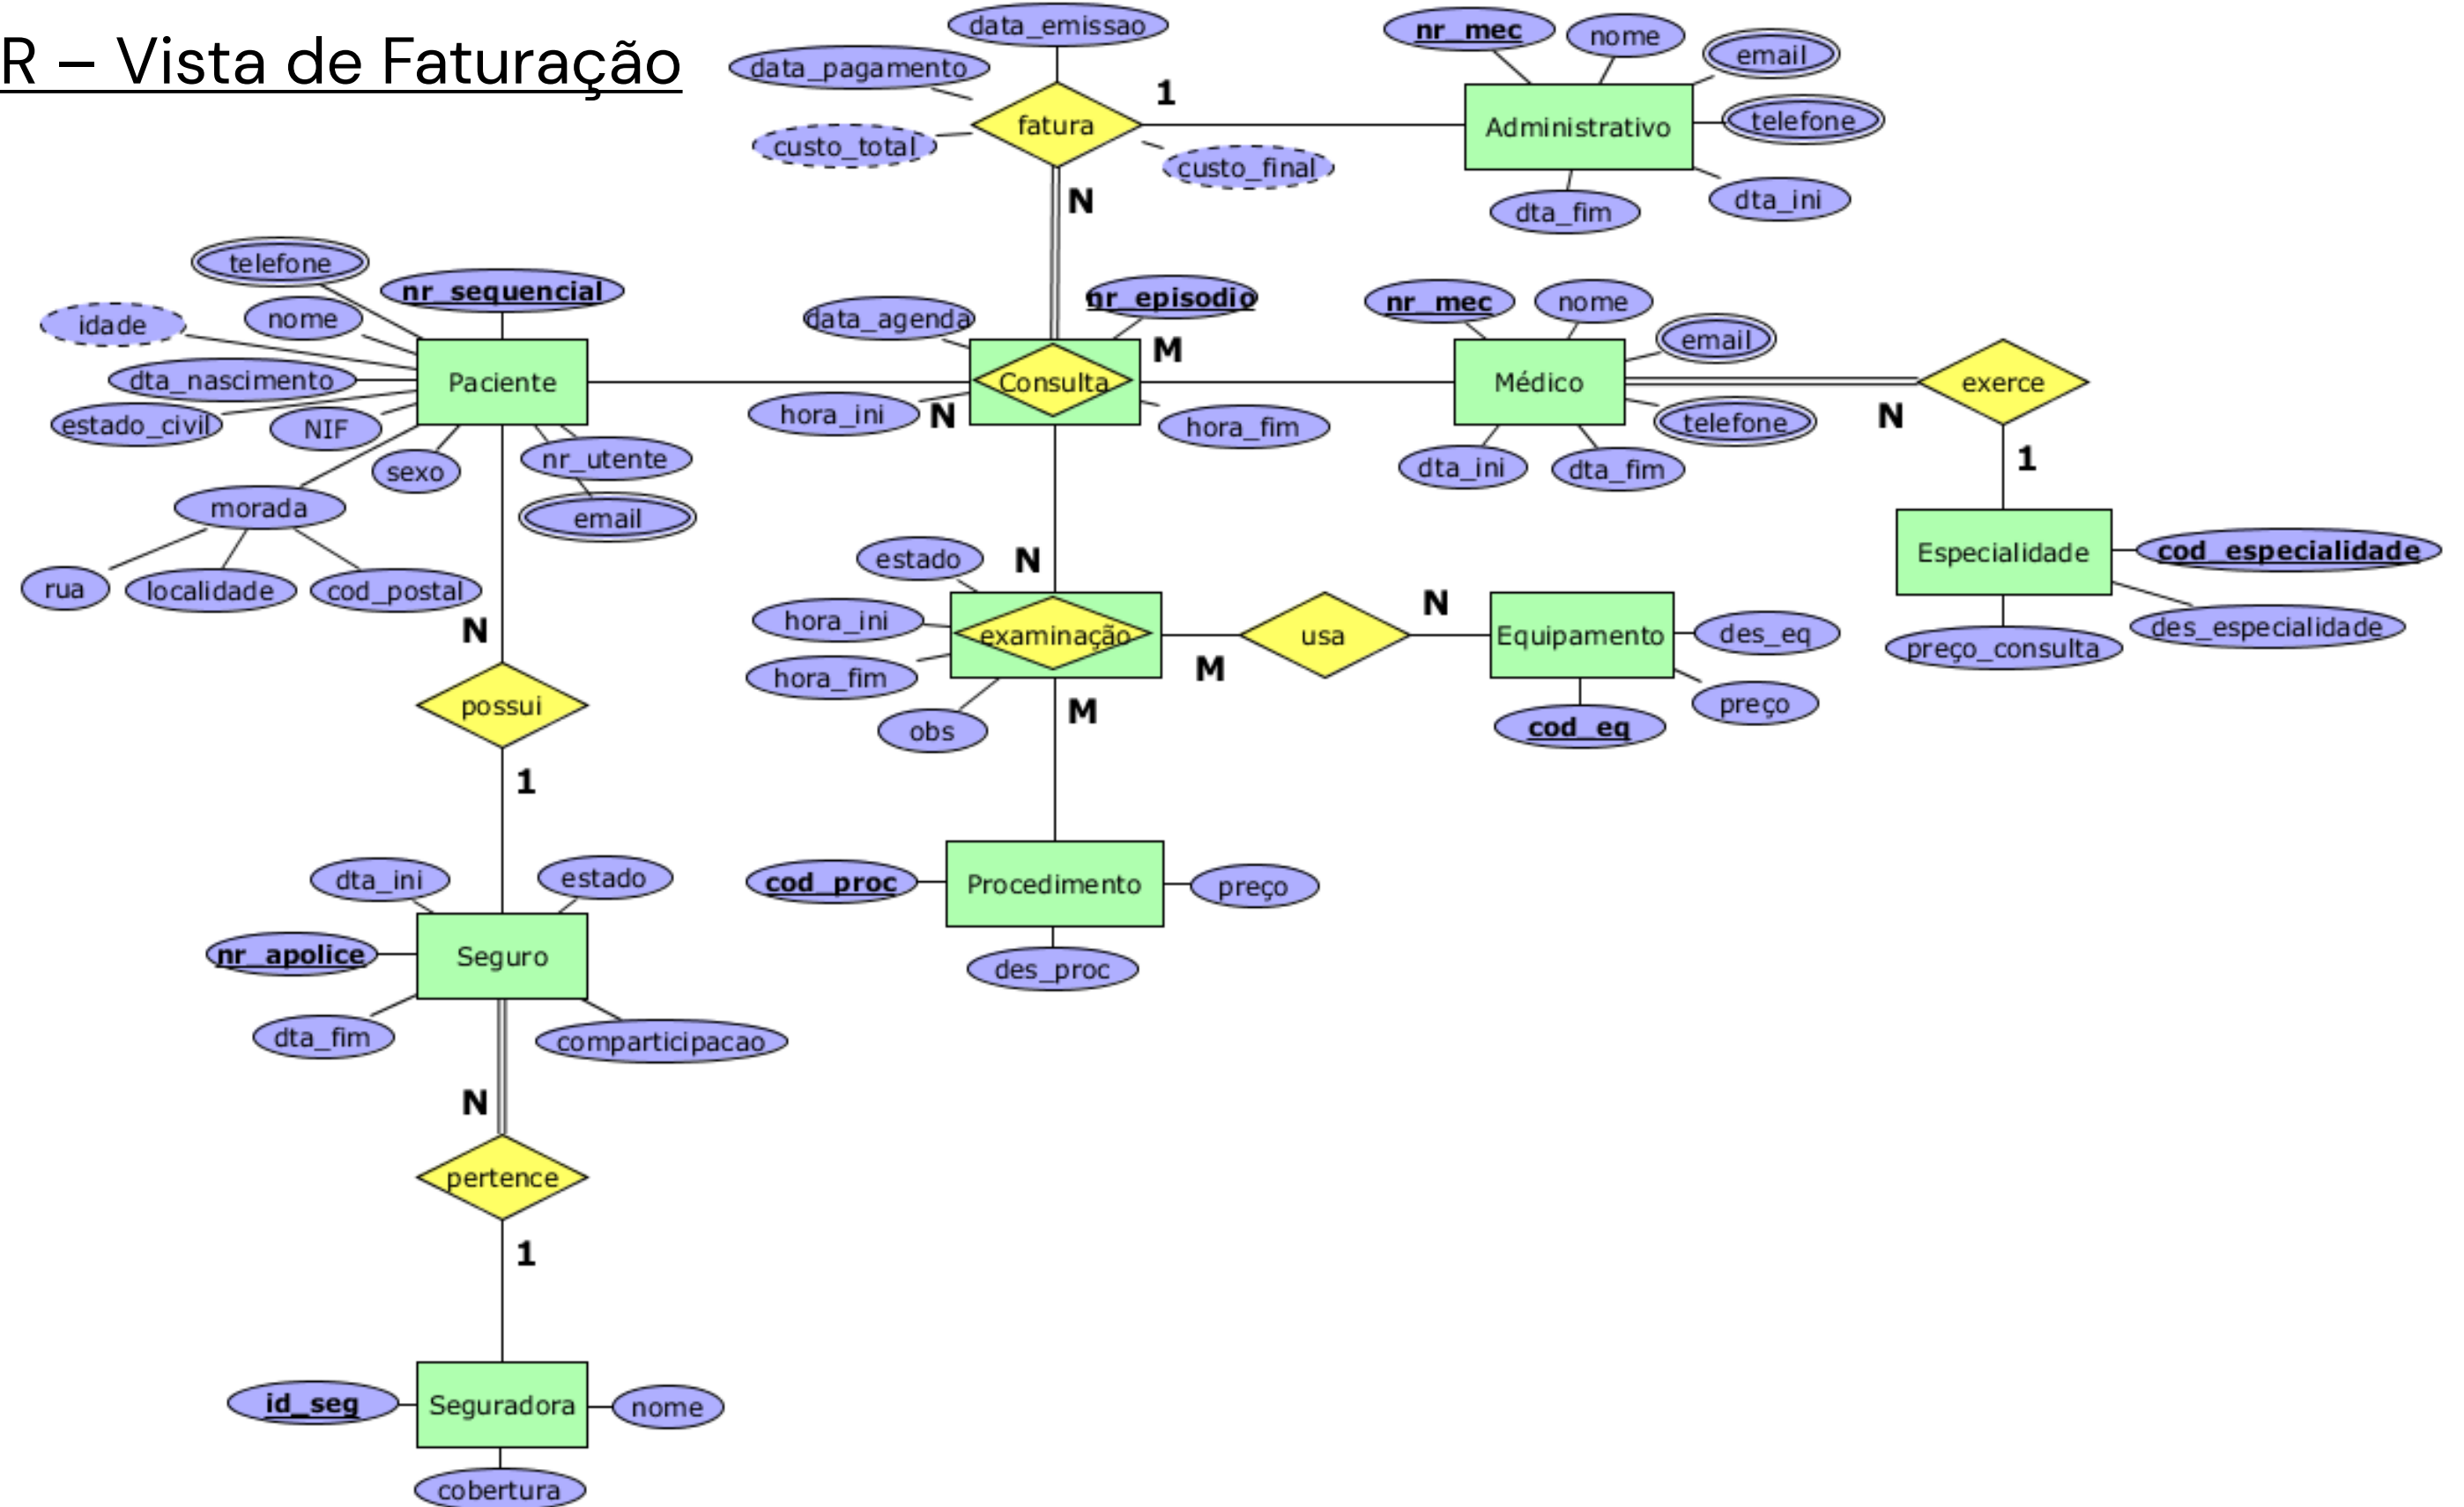 R – Vista de Faturação
data_emissao
data_pagamento
custo_total
fatura
1
custo_final
N
nr_mec
nome
email
telefone
Administrativo
dta_fim
dta_ini
telefone
nr_sequencial
idade
nome
dta_nascimento
Paciente
estado_civil
NIF
sexo
nr_utente
email
morada
rua
localidade
cod_postal
data_agenda
nr_episodio
M
Consulta
hora_ini
N
hora_fim
nr_mec
nome
email
Médico
telefone
dta_ini
dta_fim
N
exerce
1
Especialidade
cod_especialidade
des_especialidade
preço_consulta
N
estado
hora_ini
examinação
hora_fim
obs
M
M
usa
N
Equipamento
des_eq
preço
cod_eq
cod_proc
Procedimento
preço
des_proc
N
possui
1
dta_ini
estado
nr_apolice
Seguro
dta_fim
comparticipacao
N
pertence
1
id_seg
Seguradora
nome
cobertura